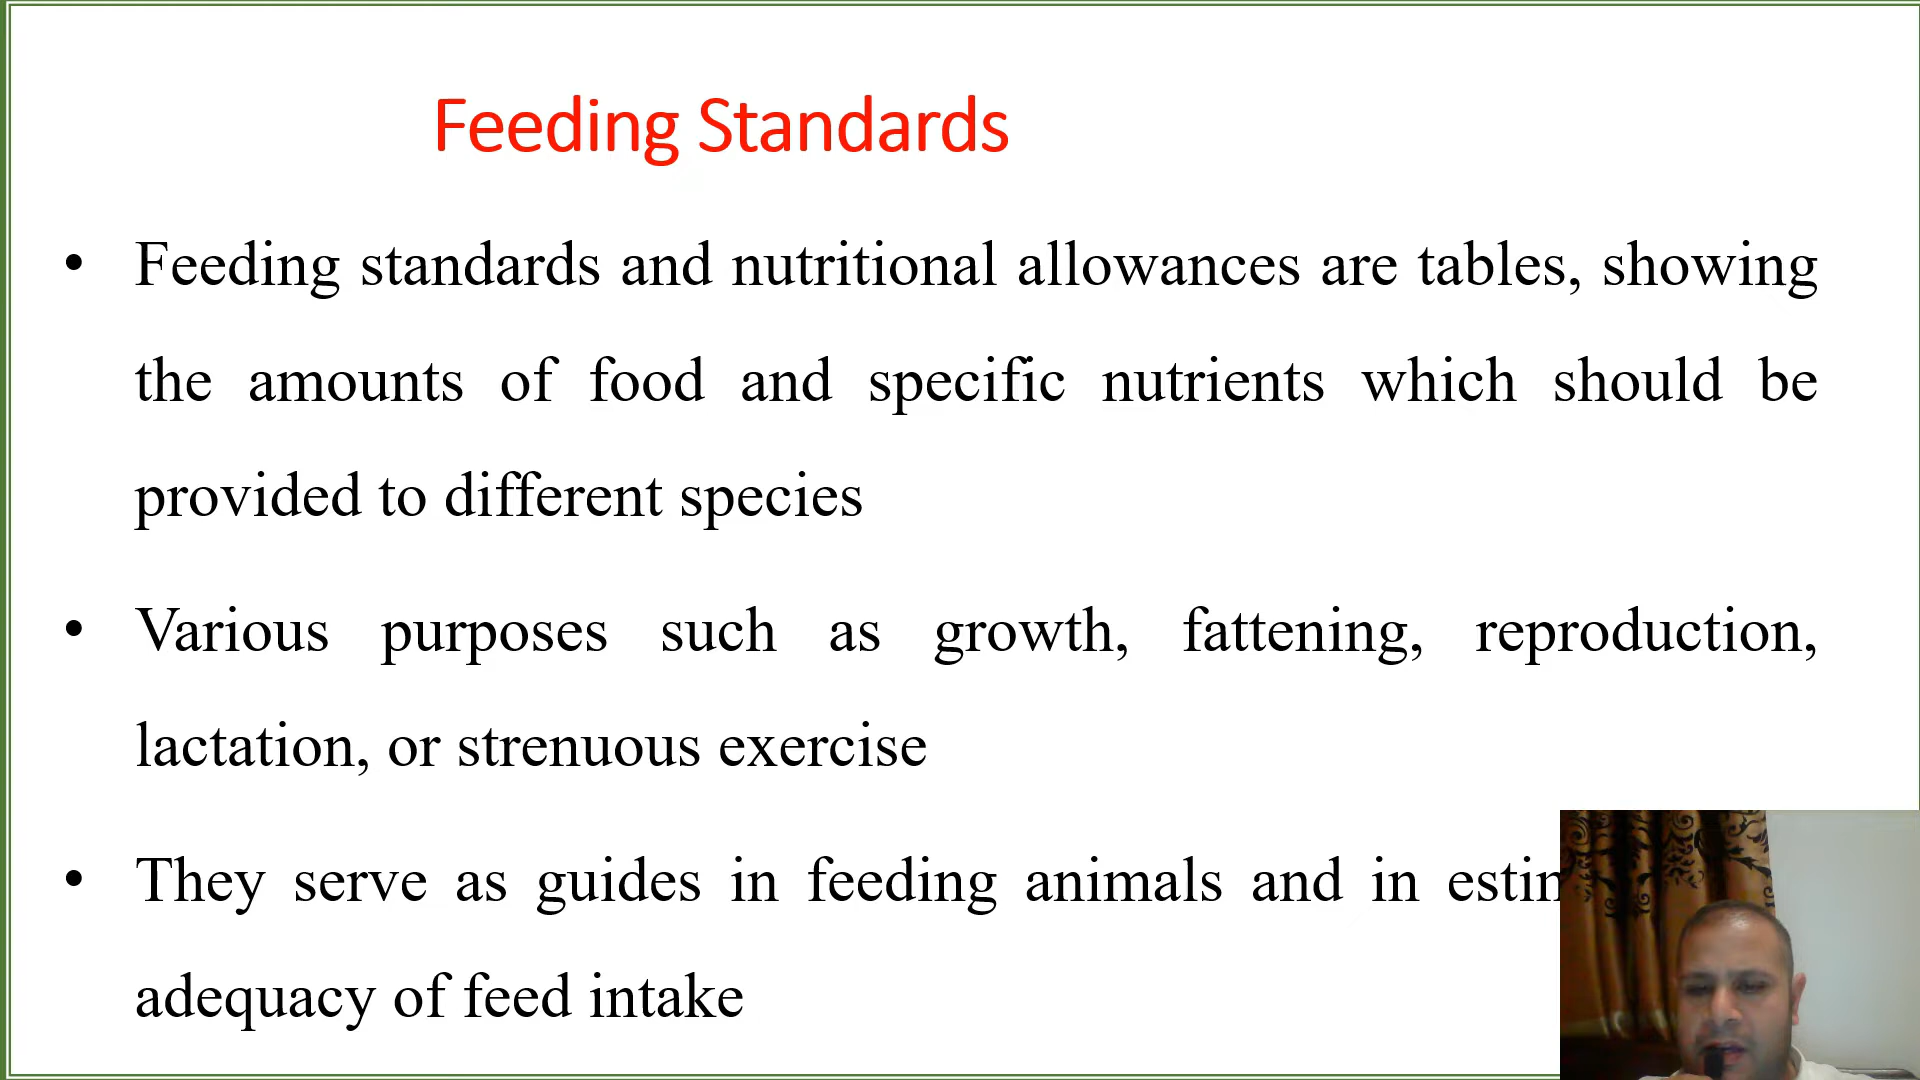 Feeding Standards
• Feeding standards and nutritional allowances are tables, showing
the amounts of food and specific nutrients which should be
provided to different species
• Various purposes such as growth, fattening, reproduction,
lactation, or strenuous exercise
• They serve as guides in feeding animals and in
adequacy of feed intake